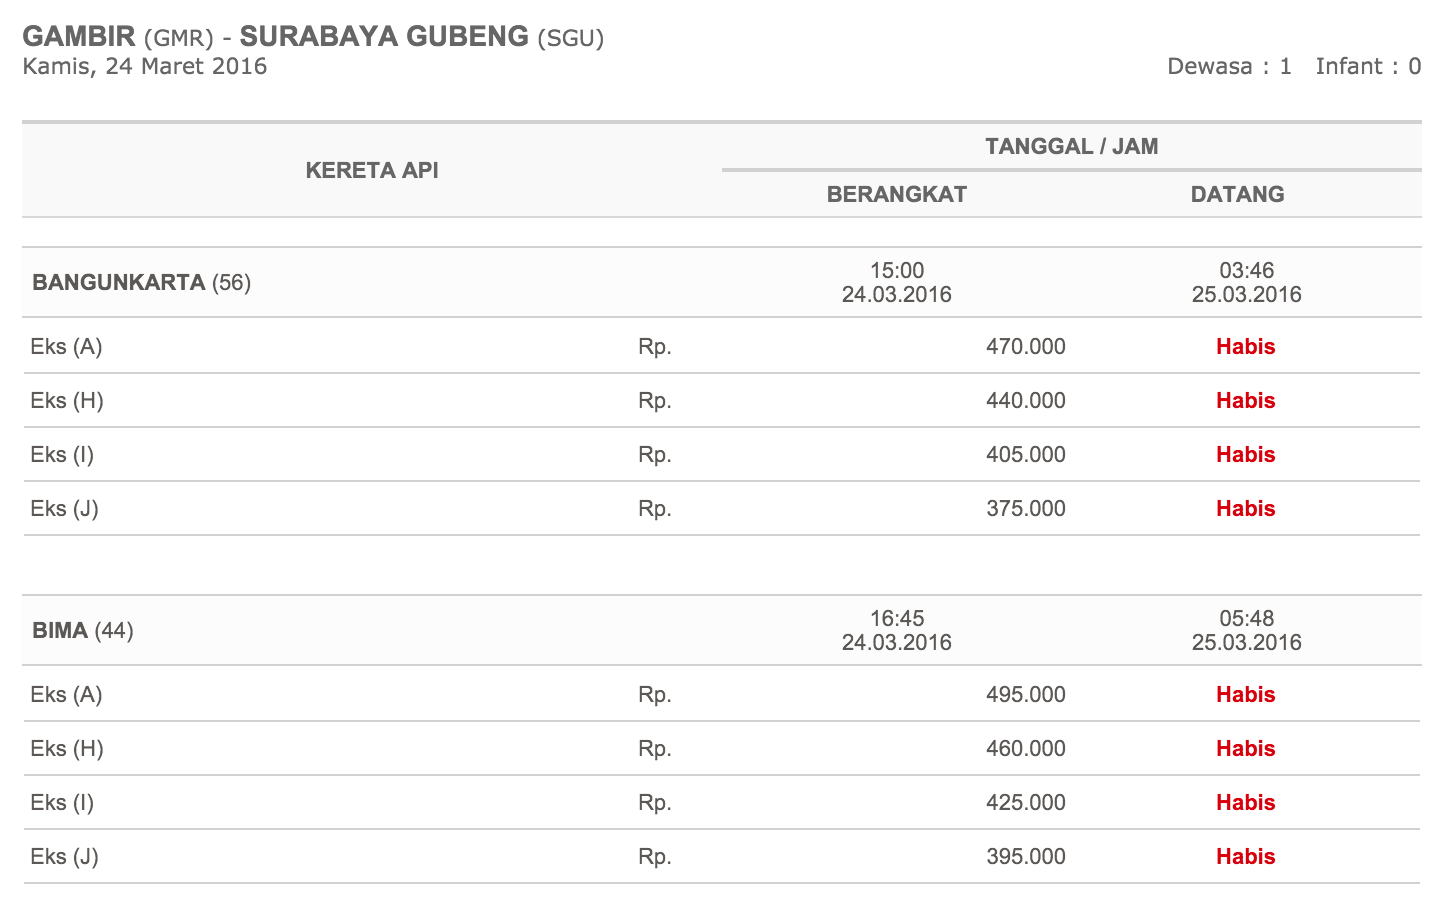 GAMBIR (GMR) - SURABAYA GUBENG (SGU)
Kamis, 24 Maret 2016 Dewasa : 1 Infant : 0
KERETA API
TANGGAL / JAM
BERANGKAT DATANG
BANGUNKARTA (56)
15:00 03:46
24.03.2016 25.03.2016
Eks (A) Rp. 470.000 Habis
Eks (H) Rp. 440.000 Habis
Eks (I) Rp. 405.000 Habis
Eks (J) Rp. 375.000 Habis
BIMA (44)
16:45 05:48
24.03.2016 25.03.2016
Eks (A) Rp. 495.000 Habis
Eks (H) Rp. 460.000 Habis
Eks (I) Rp. 425.000 Habis
Eks (J) Rp. 395.000 Habis